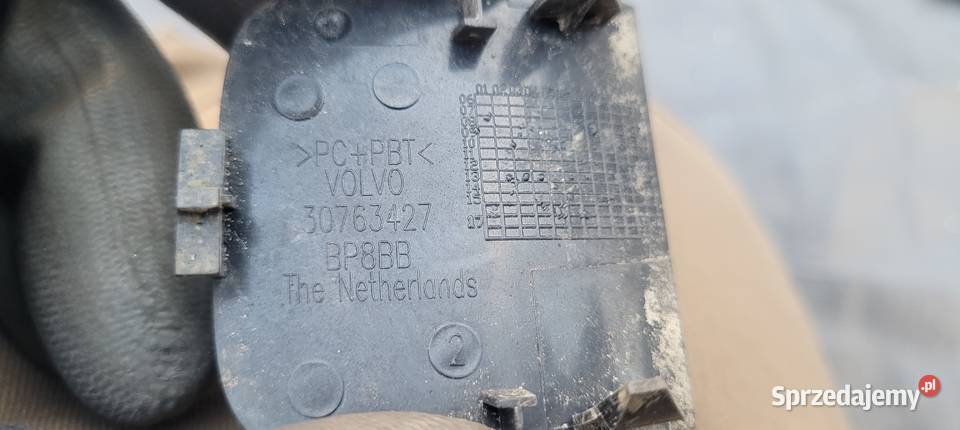 >PC+PBT<
VOLVO
30763427
BP8BB
The Netherlands
2
Sprzedajemy.pl